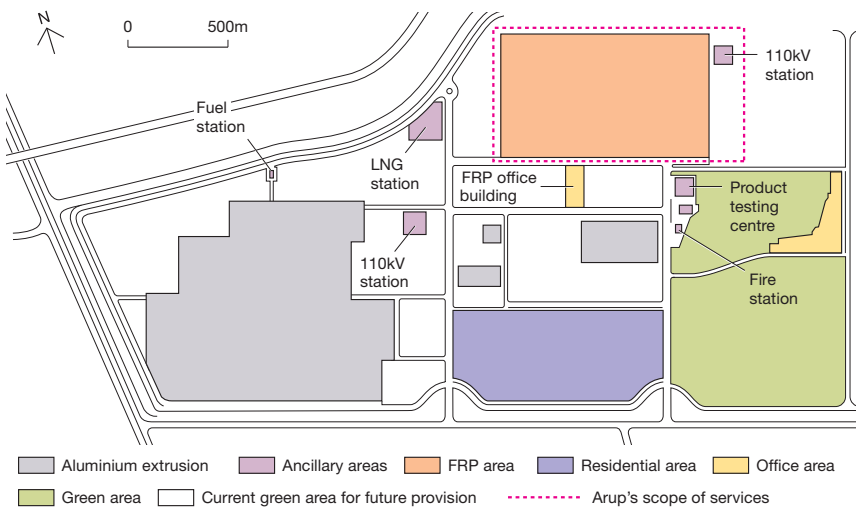 N
0
500m
110kV
station
Fuel
station
LNG
station
FRP office
building
Product
testing
centre
110kV
station
Fire
station
Aluminium extrusion
Ancillary areas
FRP area
Residential area
Office area
Green area
Current green area for future provision
Arup's scope of services